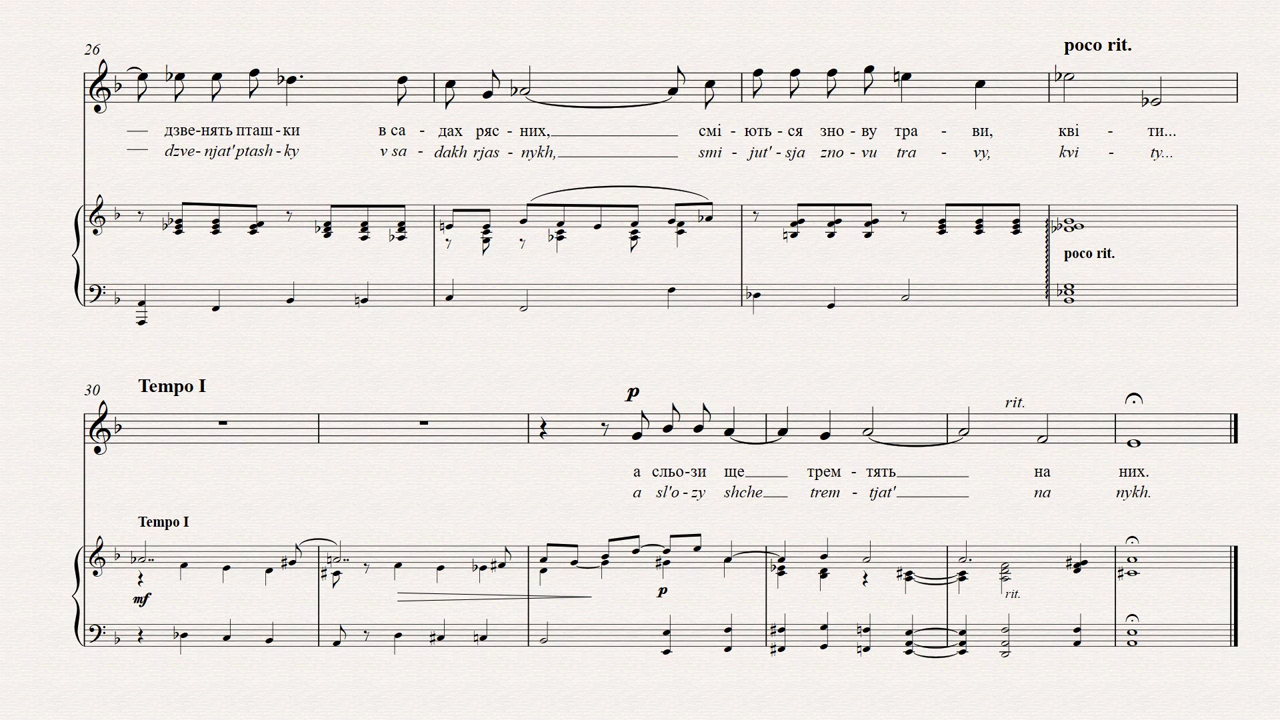 26
poco rit.
дзве-нять пташ-ки в са - дах ряс - них, смі - ють - ся зно - ву тра - ви, кві - ти...
dzve- njat' ptash - ky v sa - dakh rjas - nykh, smi - jut' - sja zno - vu tra - vy, kvi - ty...
poco rit.
30
Tempo I
p
rit.
а сльо-зи ще трем - тять на них.
a sl'o - zy shche trem - tjat' na nykh.
Tempo I
mf
p
rit.